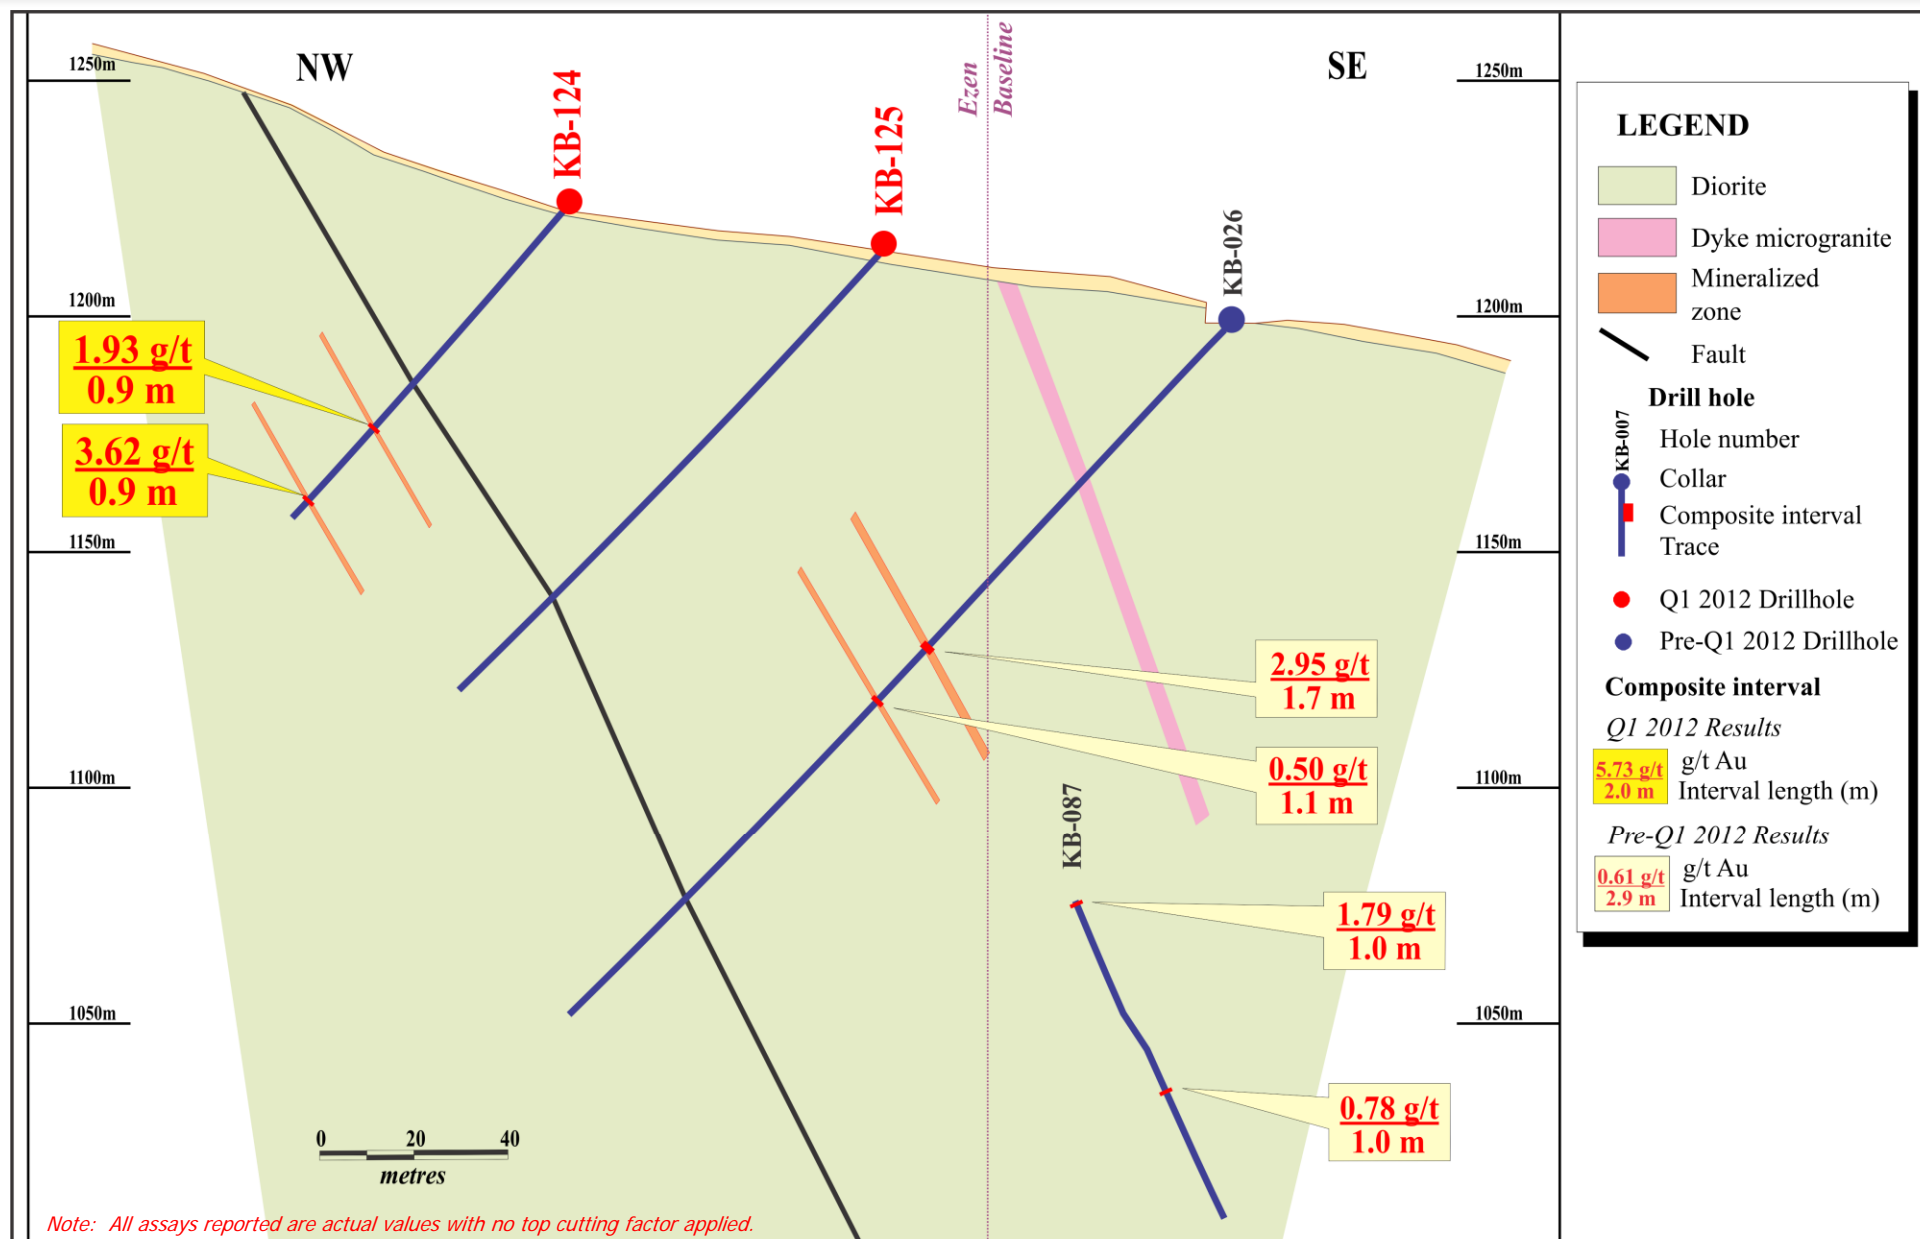 NW
SE
Ezen
Baseline
KB-124
KB-125
KB-026
KB-087
1250m
1200m
1150m
1100m
1050m
1250m
1200m
1150m
1100m
1050m
1.93 g/t
0.9 m
3.62 g/t
0.9 m
2.95 g/t
1.7 m
0.50 g/t
1.1 m
1.79 g/t
1.0 m
0.78 g/t
1.0 m
0 20 40
metres
Note: All assays reported are actual values with no top cutting factor applied.
LEGEND
Diorite
Dyke microgranite
Mineralized
zone
Fault
Drill hole
KB-007
Hole number
Collar
Composite interval
Trace
Q1 2012 Drillhole
Pre-Q1 2012 Drillhole
Composite interval
Q1 2012 Results
5.73 g/t
2.0 m
g/t Au
Interval length (m)
Pre-Q1 2012 Results
0.61 g/t
2.9 m
g/t Au
Interval length (m)